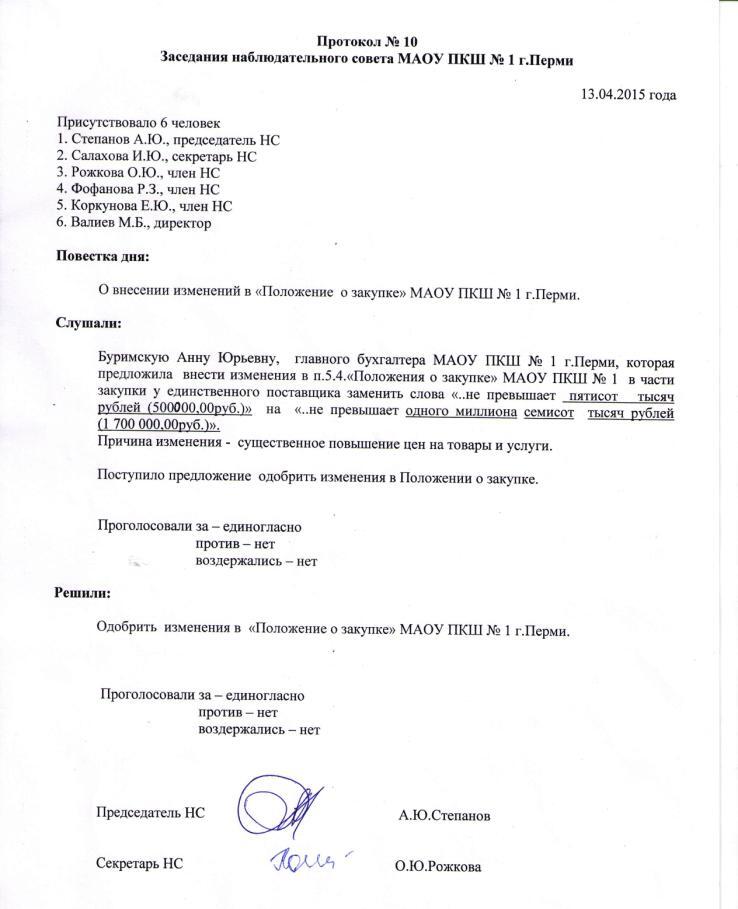 Протокол № 10
Заседания наблюдательного совета МАОУ ПКШ № 1 г.Перми
13.04.2015 года
Присутствовало 6 человек
1. Степанов А.Ю., председатель НС
2. Салахова И.Ю., секретарь НС
3. Рожкова О.Ю., член НС
4. Фофанова Р.З., член НС
5. Коркунова Е.Ю., член НС
6. Валиев М.Б., директор
Повестка дня:
О внесении изменений в «Положение о закупке» МАОУ ПКШ № 1 г.Перми.
Слушали:
Буримскую Анну Юрьевну, главного бухгалтера МАОУ ПКШ № 1 г.Перми, которая
предложила внести изменения в п.5.4.«Положения о закупке» МАОУ ПКШ № 1 в части
закупки у единственного поставщика заменить слова «..не превышает пятисот тысяч
рублей (500000,00руб.)» на «..не превышает одного миллиона семисот тысяч рублей
(1 700 000,00руб.)».
Причина изменения - существенное повышение цен на товары и услуги.
Поступило предложение одобрить изменения в Положении о закупке.
Проголосовали за – единогласно
против – нет
воздержались – нет
Решили:
Одобрить изменения в «Положение о закупке» МАОУ ПКШ № 1 г.Перми.
Проголосовали за – единогласно
против – нет
воздержались – нет
Председатель НС А.Ю.Степанов
Секретарь НС О.Ю.Рожкова